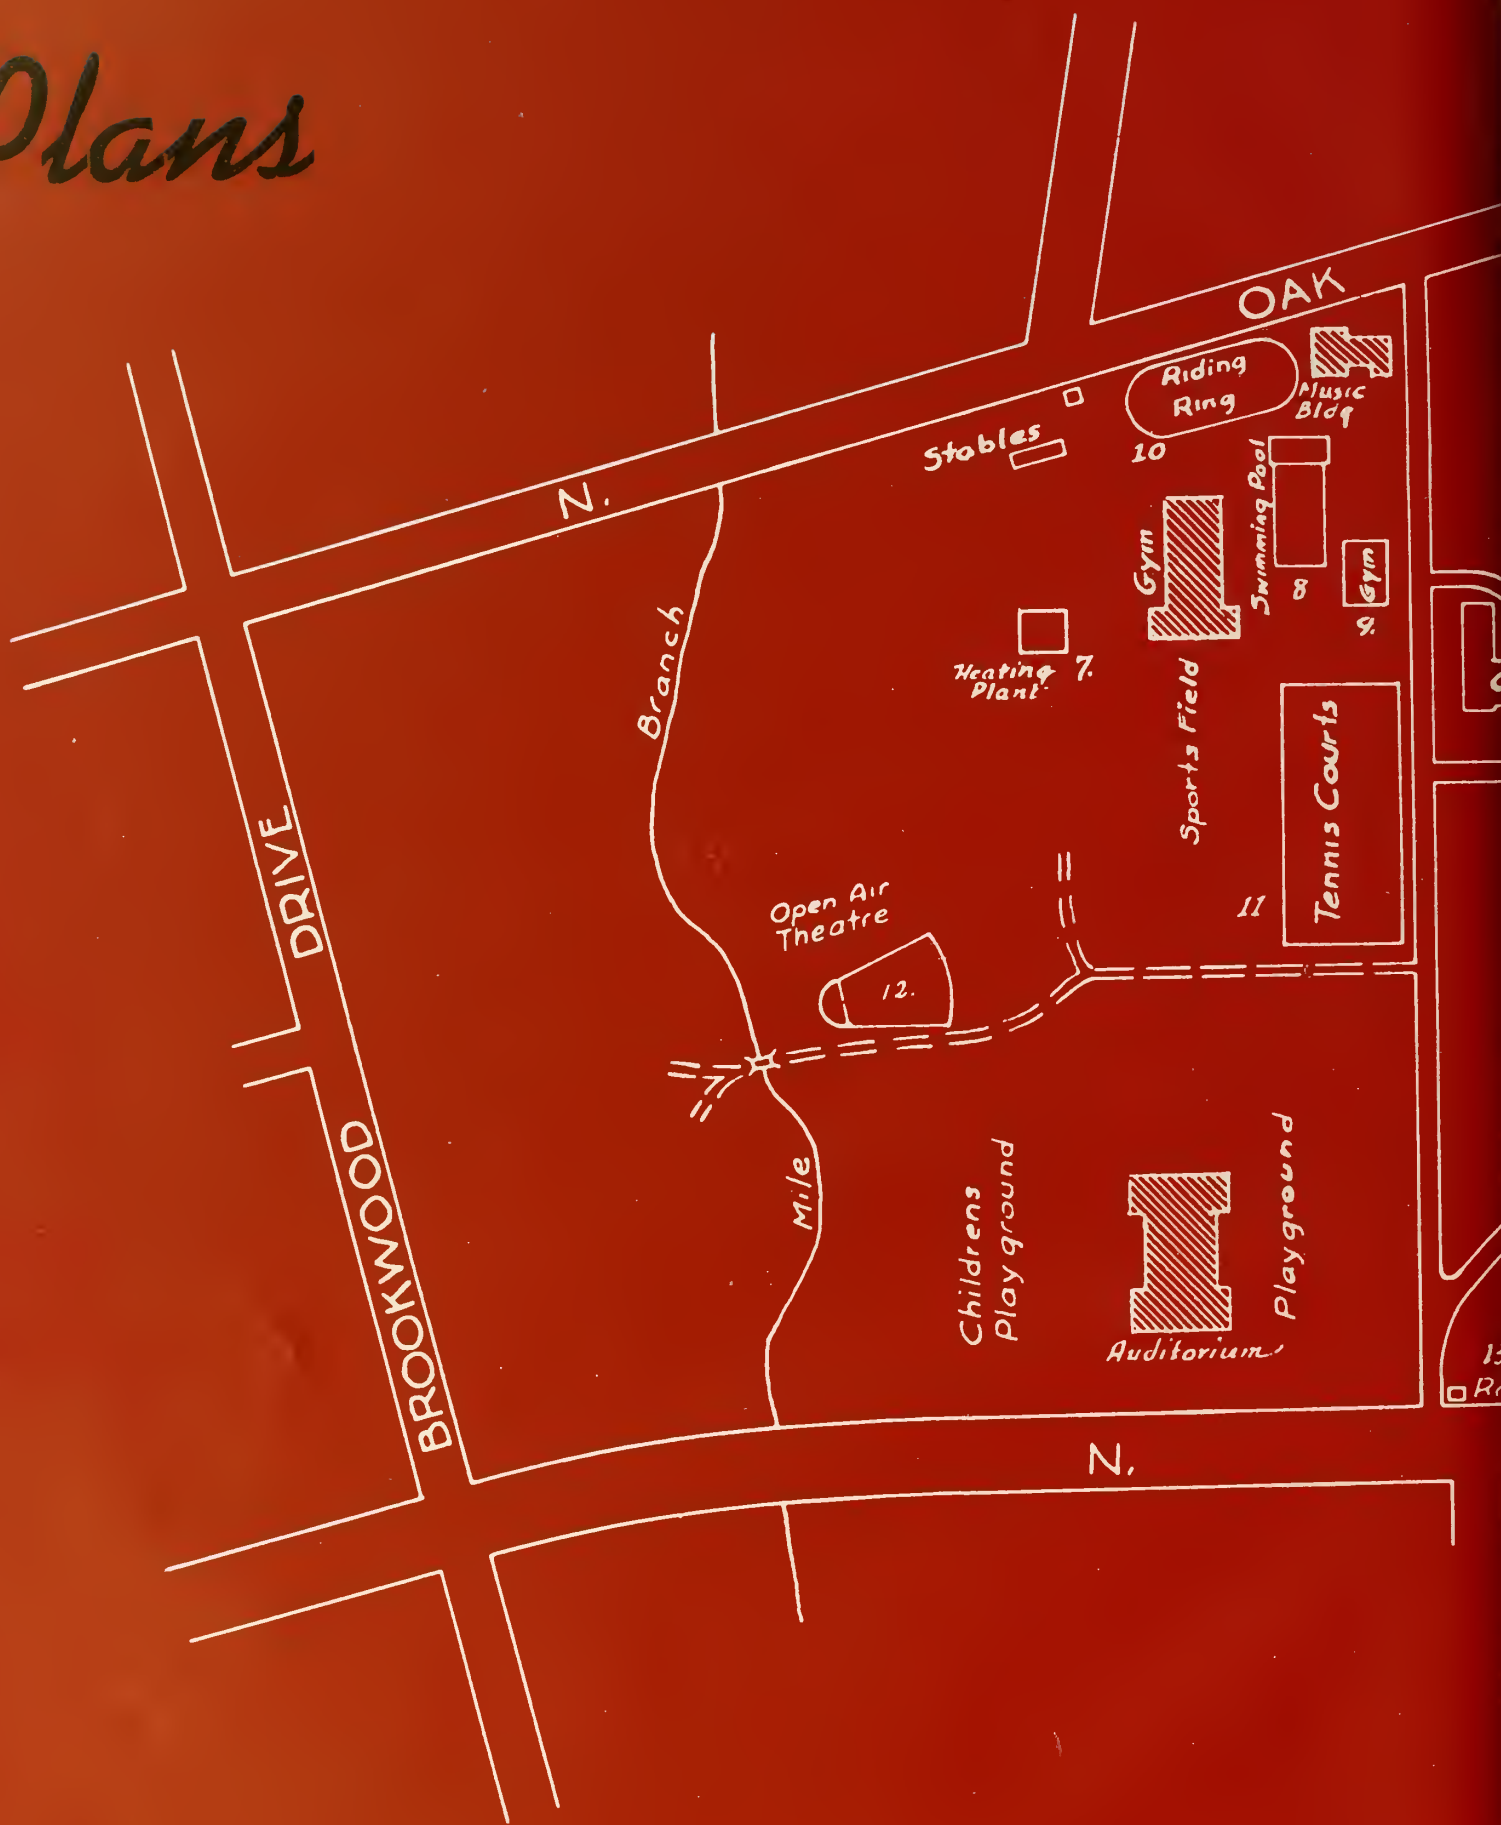 Plans
OAK
Riding
Ring
10
Music
Bldg
Stables
N.
Swimming Pool
8
Gym
Gym
9.
Branch
Heating
Plant
7.
Sports Field
Tennis Courts
11
DRIVE
Open Air
Theatre
12.
BROOKWOOD
Mile
Childrens
Playground
Playground
Auditorium
N.